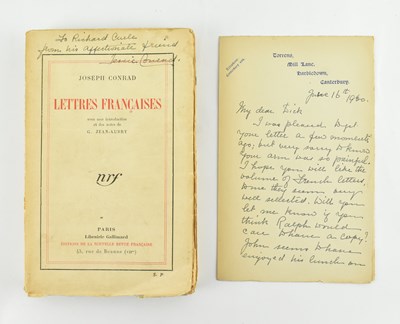 To Richard Curle
from his affectionate friend
Jessie Conrad.
JOSEPH CONRAD
LETTRES FRANÇAISES
avec une introduction
et des notes de
G. JEAN-AUBRY
nrf
PARIS
Librairie Gallimard
ÉDITIONS DE LA NOUVELLE REVUE FRANÇAISE
S. P.
Torrens,
Mill Lane,
Harbledown,
Canterbury.
June 16th 1930.
My dear Dick
I was pleased to get
your letter a few moments
ago; but very sorry to know
your arm was so painful.
I hope you will like the
volume of French letters.
To me they seem very
well selected. Will you
let me know if you
think Ralph would
care to have a copy?
John seems to have
enjoyed his lunch on